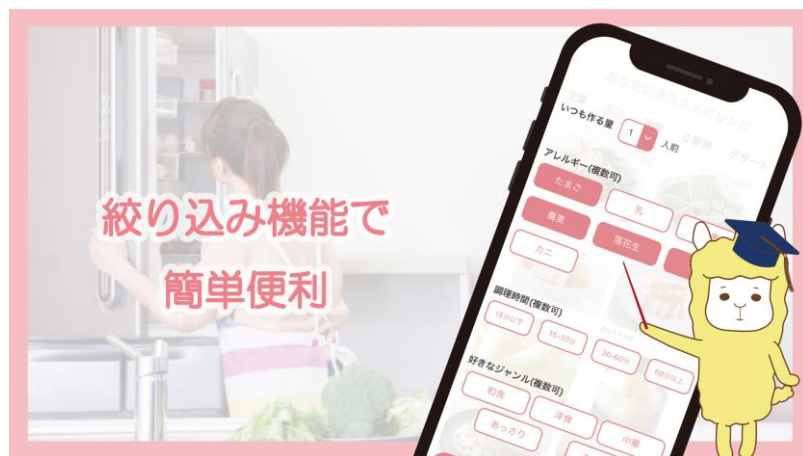 絞り込み機能で
簡単便利
あなたにオススメのレシピ
主菜
ご飯物
デザート
いつも作る量 1 人前
アレルギー(複数可)
たまご
乳
蕎麦
落花生
カニ
調理時間(複数可)
15分以下
15-30分
30-60分
60分以上
好きなジャンル(複数可)
和食
洋食
中華
あっさり